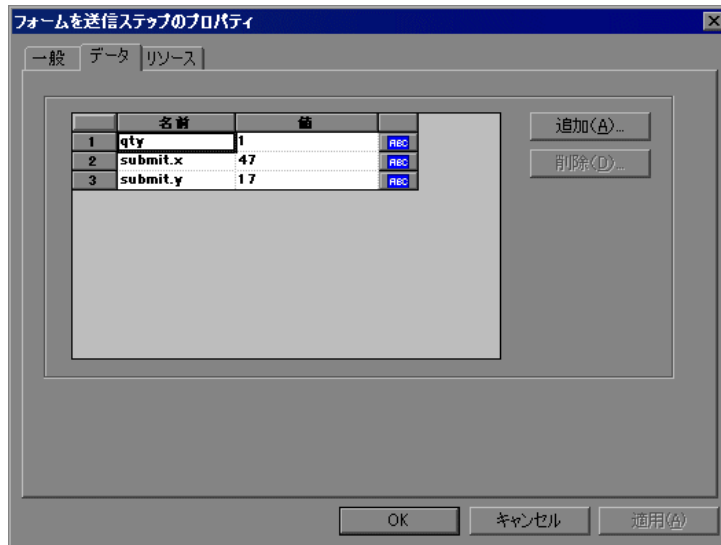 フォームを送信ステップのプロパティ
一般 データ リソース
名前 値
1 qty 1 ABC
2 submit.x 47 ABC
3 submit.y 17 ABC
追加(A)...
削除(D)...
OK キャンセル 適用(A)